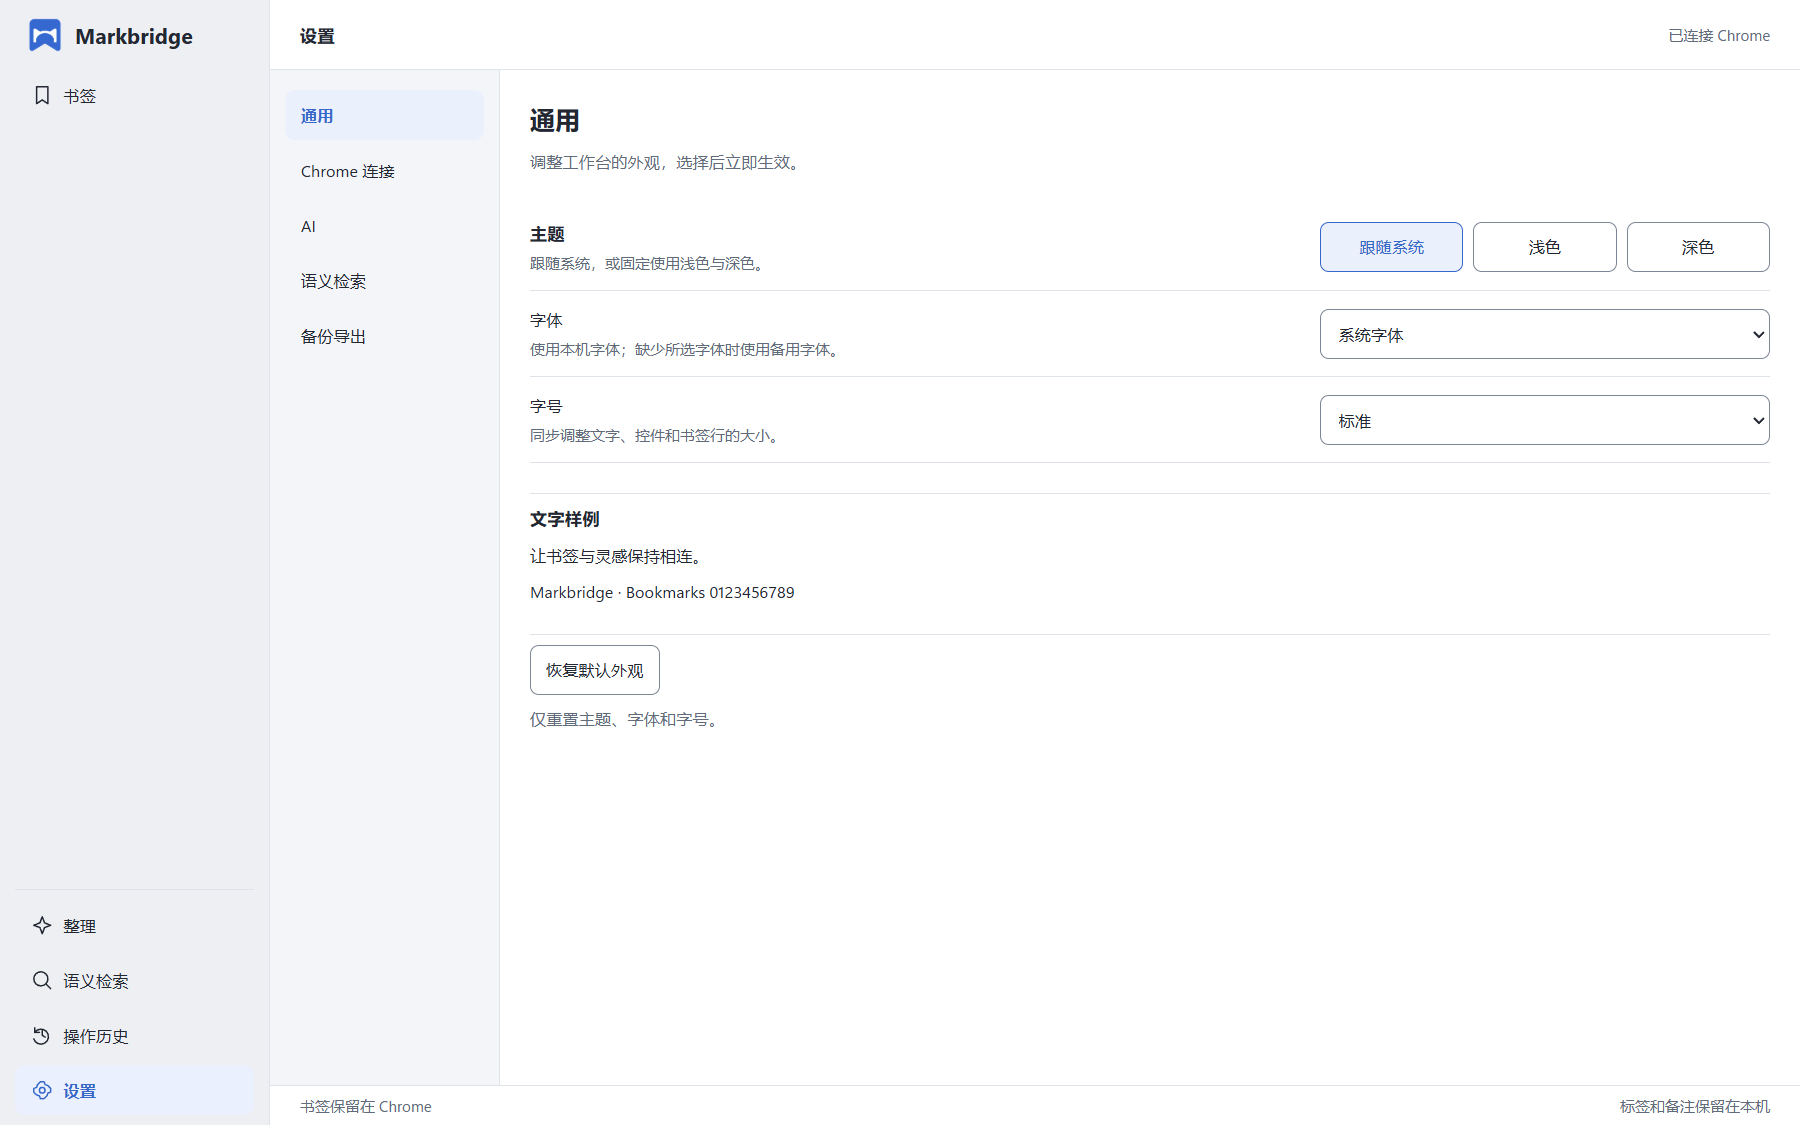 Markbridge
书签
整理
语义检索
操作历史
设置
设置
已连接 Chrome
通用
Chrome 连接
AI
语义检索
备份导出
通用
调整工作台的外观，选择后立即生效。
主题
跟随系统，或固定使用浅色与深色。
跟随系统
浅色
深色
字体
使用本机字体；缺少所选字体时使用备用字体。
系统字体
字号
同步调整文字、控件和书签行的大小。
标准
文字样例
让书签与灵感保持相连。
Markbridge · Bookmarks 0123456789
恢复默认外观
仅重置主题、字体和字号。
书签保留在 Chrome
标签和备注保留在本机